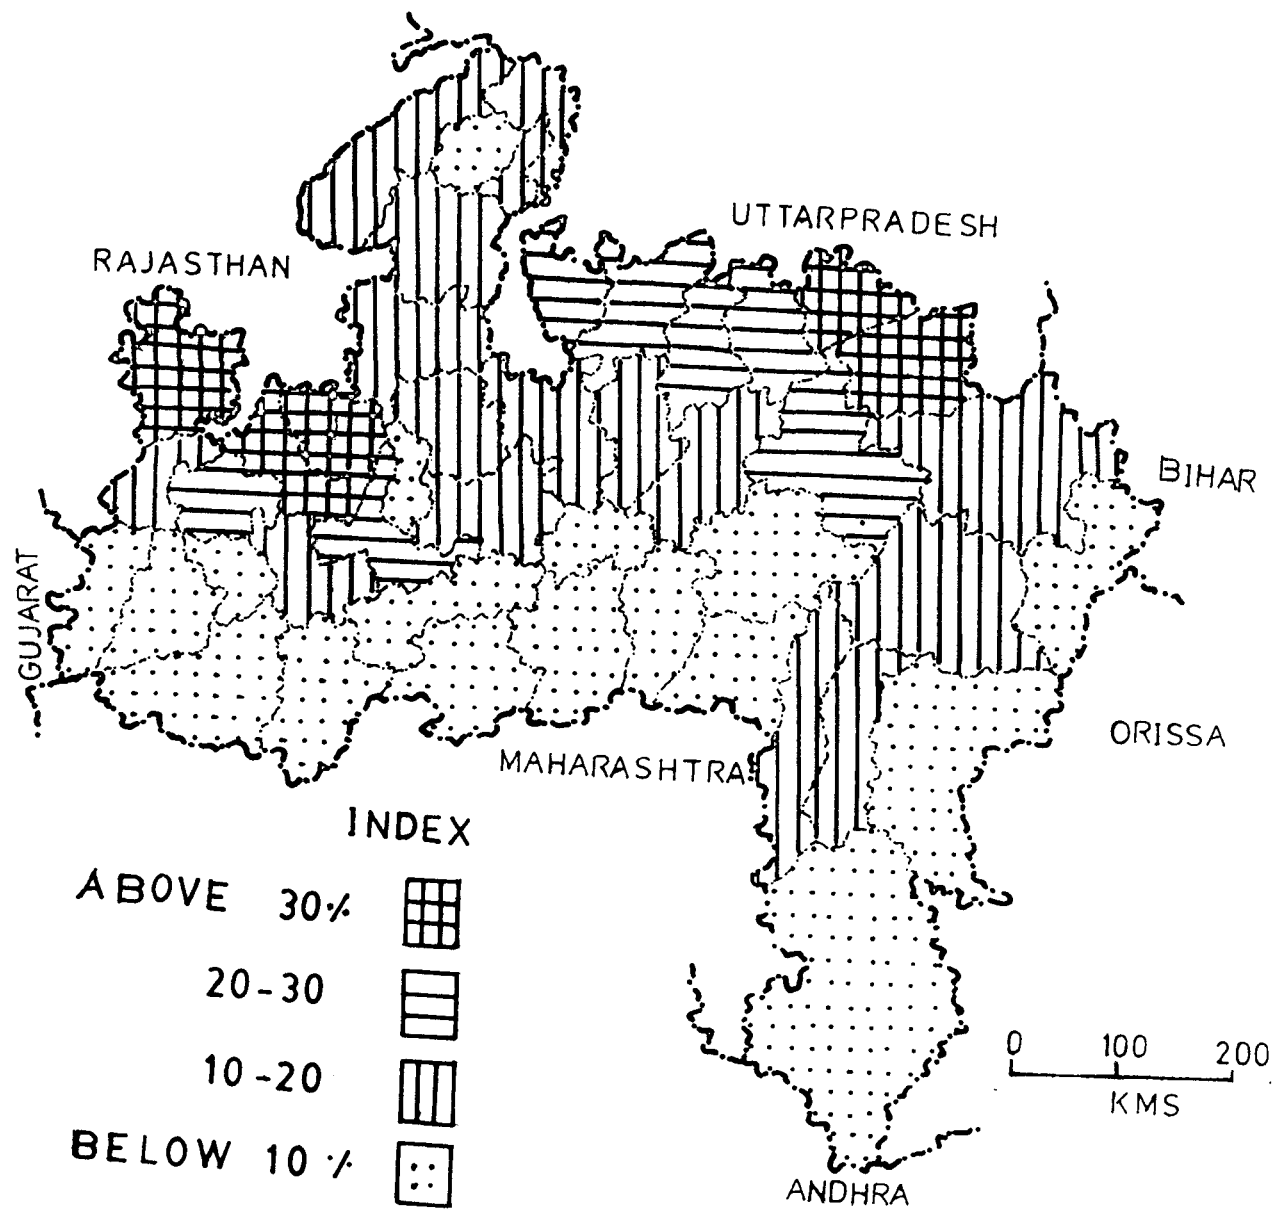 UTTARPRADESH
RAJASTHAN
BIHAR
GUJARAT
ORISSA
MAHARASHTRA
INDEX
ABOVE 30%
20-30
10-20
BELOW 10%
0 100 200
KMS
ANDHRA